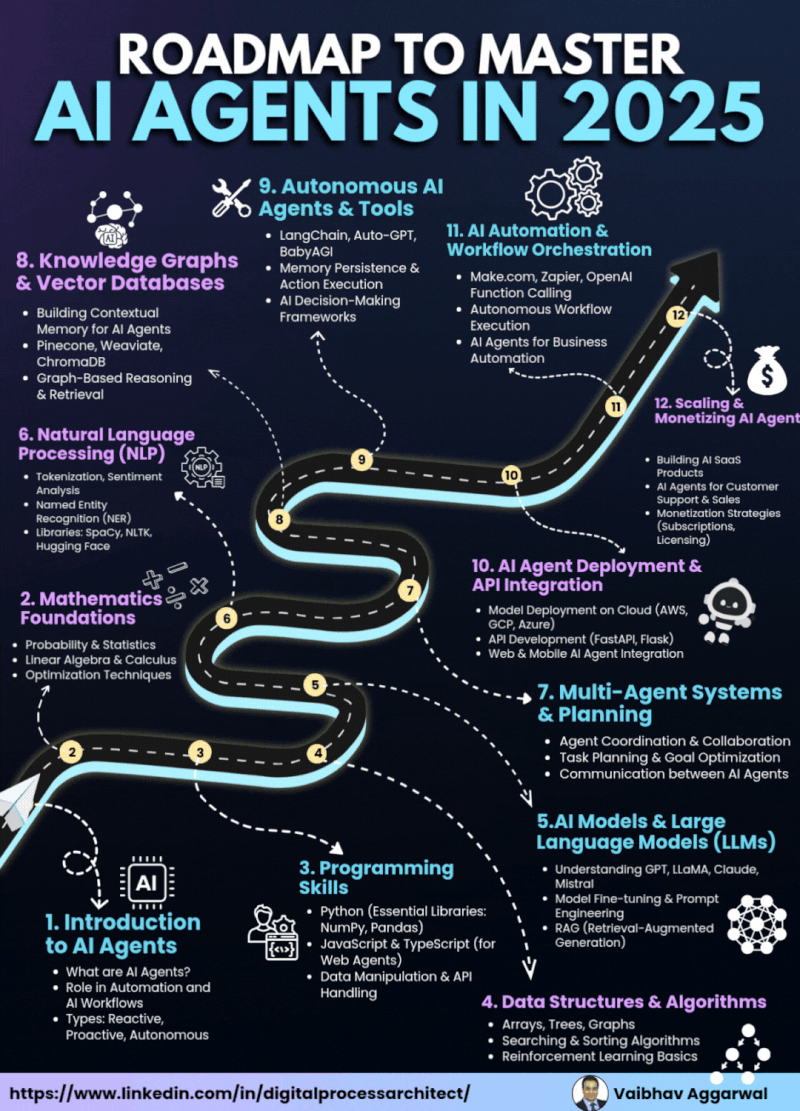 ROADMAP TO MASTER
AI AGENTS IN 2025
9. Autonomous AI
Agents & Tools
• LangChain, Auto-GPT,
BabyAGI
• Memory Persistence &
Action Execution
• AI Decision-Making
Frameworks
11. AI Automation &
Workflow Orchestration
• Make.com, Zapier, OpenAI
Function Calling
• Autonomous Workflow
Execution
• AI Agents for Business
Automation
AI
8. Knowledge Graphs
& Vector Databases
• Building Contextual
Memory for AI Agents
• Pinecone, Weaviate,
ChromaDB
• Graph-Based Reasoning
& Retrieval
12
$
11
12. Scaling &
Monetizing AI Agent
• Building AI SaaS
Products
• AI Agents for Customer
Support & Sales
• Monetization Strategies
(Subscriptions,
Licensing)
6. Natural Language
Processing (NLP)
NLP
• Tokenization, Sentiment
Analysis
• Named Entity
Recognition (NER)
• Libraries: SpaCy, NLTK,
Hugging Face
9
10
8
10. AI Agent Deployment &
API Integration
• Model Deployment on Cloud (AWS,
GCP, Azure)
• API Development (FastAPI, Flask)
• Web & Mobile AI Agent Integration
2. Mathematics
Foundations
• Probability & Statistics
• Linear Algebra & Calculus
• Optimization Techniques
7
6
5
7. Multi-Agent Systems
& Planning
• Agent Coordination & Collaboration
• Task Planning & Goal Optimization
• Communication between AI Agents
2
3
4
5.AI Models & Large
Language Models (LLMs)
• Understanding GPT, LLaMA, Claude,
Mistral
• Model Fine-tuning & Prompt
Engineering
• RAG (Retrieval-Augmented
Generation)
AI
1. Introduction
to AI Agents
• What are AI Agents?
• Role in Automation and
AI Workflows
• Types: Reactive,
Proactive, Autonomous
3. Programming
Skills
• Python (Essential Libraries:
NumPy, Pandas)
• JavaScript & TypeScript (for
Web Agents)
• Data Manipulation & API
Handling
4. Data Structures & Algorithms
• Arrays, Trees, Graphs
• Searching & Sorting Algorithms
• Reinforcement Learning Basics
https://www.linkedin.com/in/digitalprocessarchitect/
Vaibhav Aggarwal